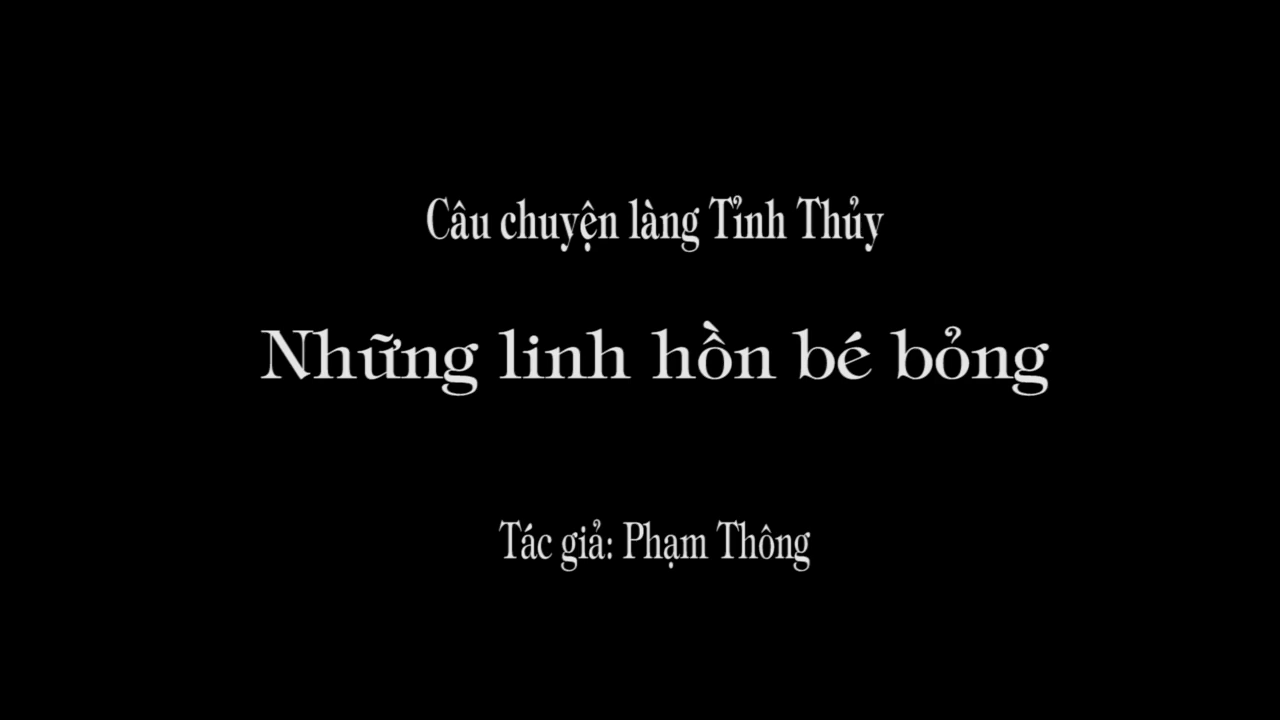 Câu chuyện làng Tỉnh Thủy
Những linh hồn bé bỏng
Tác giả: Phạm Thông